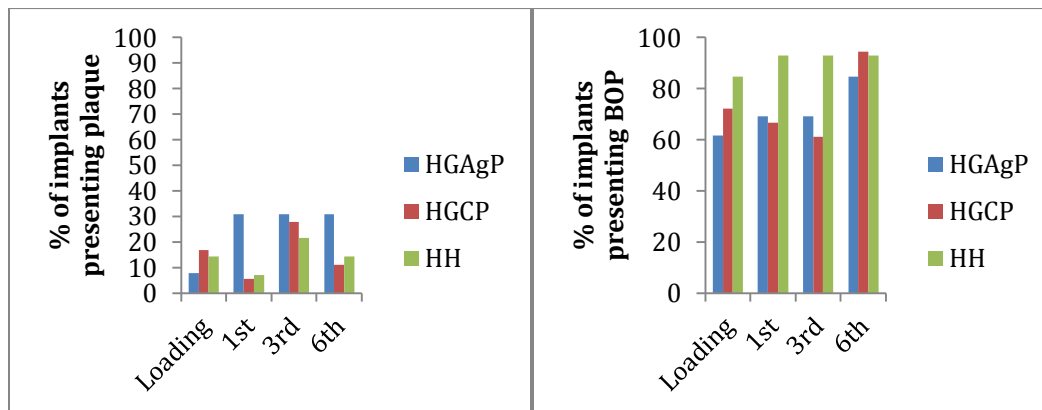 % of implants
presenting plaque
100
90
80
70
60
50
40
30
20
10
0
Loading
1st
3rd
6th
HGAgP
HGCP
HH
% of implants
presenting BOP
100
80
60
40
20
0
Loading
1st
3rd
6th
HGAgP
HGCP
HH